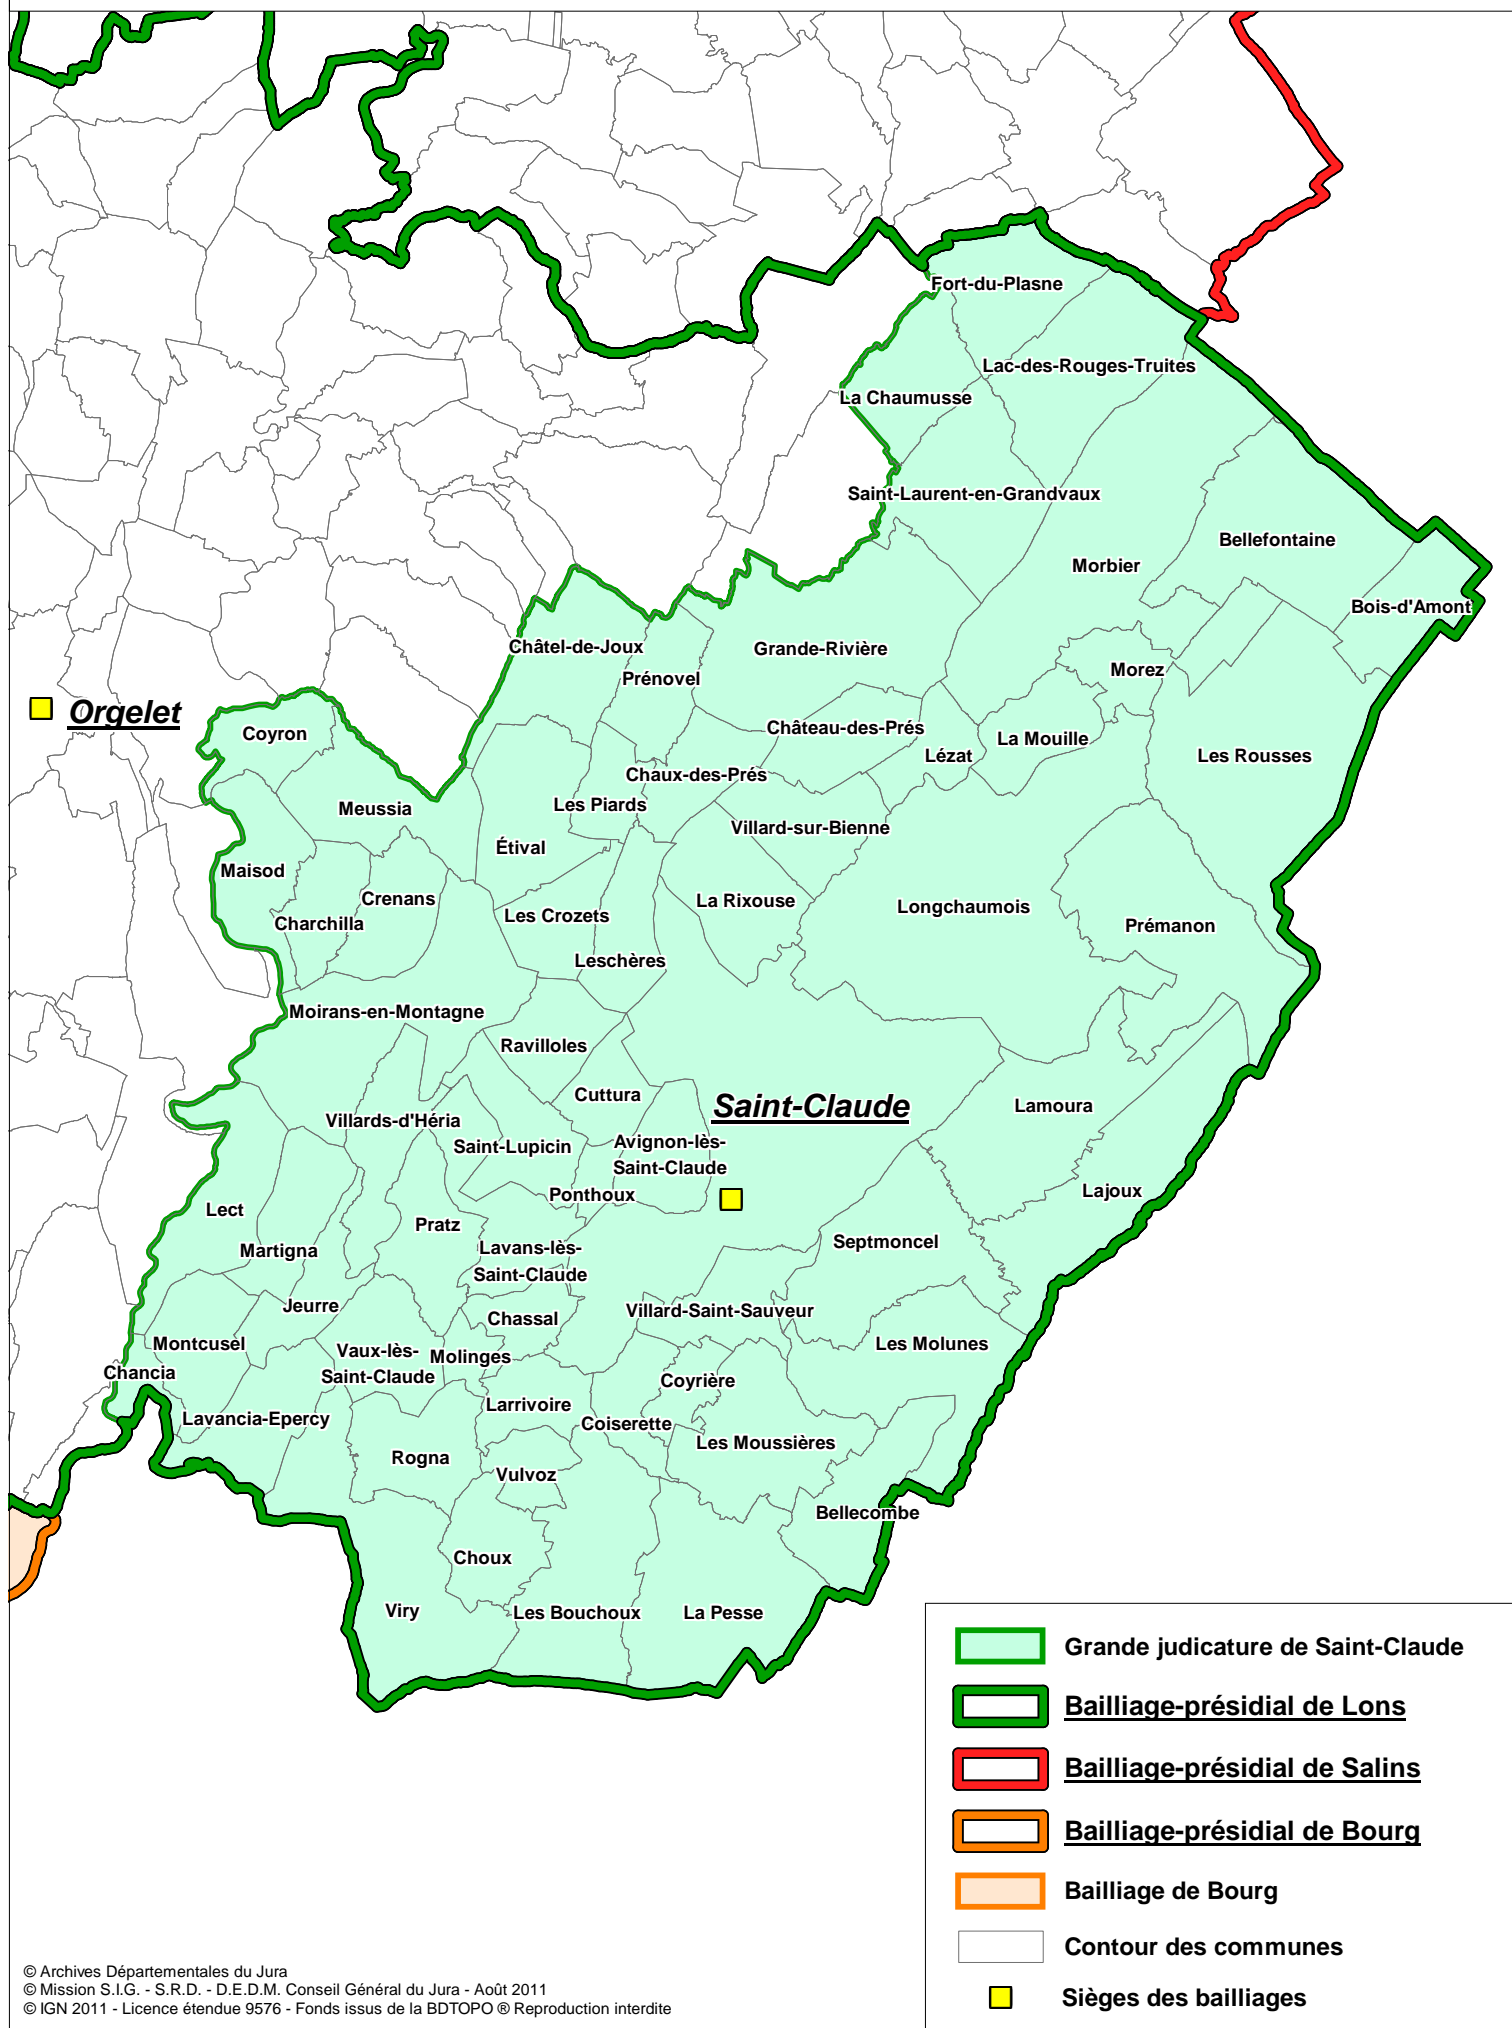 Fort-du-Plasne
Lac-des-Rouges-Truites
La Chaumusse
Saint-Laurent-en-Grandvaux
Bellefontaine
Morbier
Bois-d'Amont
Châtel-de-Joux
Grande-Rivière
Prénovel
Morez
Orgelet
Coyron
Château-des-Prés
La Mouille
Lézat
Les Rousses
Chaux-des-Prés
Meussia
Les Piards
Villard-sur-Bienne
Étival
Maisod
Crenans
La Rixouse
Longchaumois
Les Crozets
Charchilla
Prémanon
Leschères
Moirans-en-Montagne
Ravilloles
Cuttura
Saint-Claude
Lamoura
Villards-d'Héria
Saint-Lupicin
Avignon-lès-
Saint-Claude
Lajoux
Ponthoux
Lect
Pratz
Septmoncel
Martigna
Lavans-lès-
Saint-Claude
Jeurre
Chassal
Villard-Saint-Sauveur
Montcusel
Les Molunes
Vaux-lès-
Saint-Claude
Molinges
Chancia
Coyrière
Larrivoire
Lavancia-Epercy
Coiserette
Les Moussières
Rogna
Vulvoz
Bellecombe
Choux
Viry
Les Bouchoux
La Pesse
Grande judicature de Saint-Claude
Bailliage-présidial de Lons
Bailliage-présidial de Salins
Bailliage-présidial de Bourg
Bailliage de Bourg
Contour des communes
Sièges des bailliages
© Archives Départementales du Jura
© Mission S.I.G. - S.R.D. - D.E.D.M. Conseil Général du Jura - Août 2011
© IGN 2011 - Licence étendue 9576 - Fonds issus de la BDTOPO ® Reproduction interdite